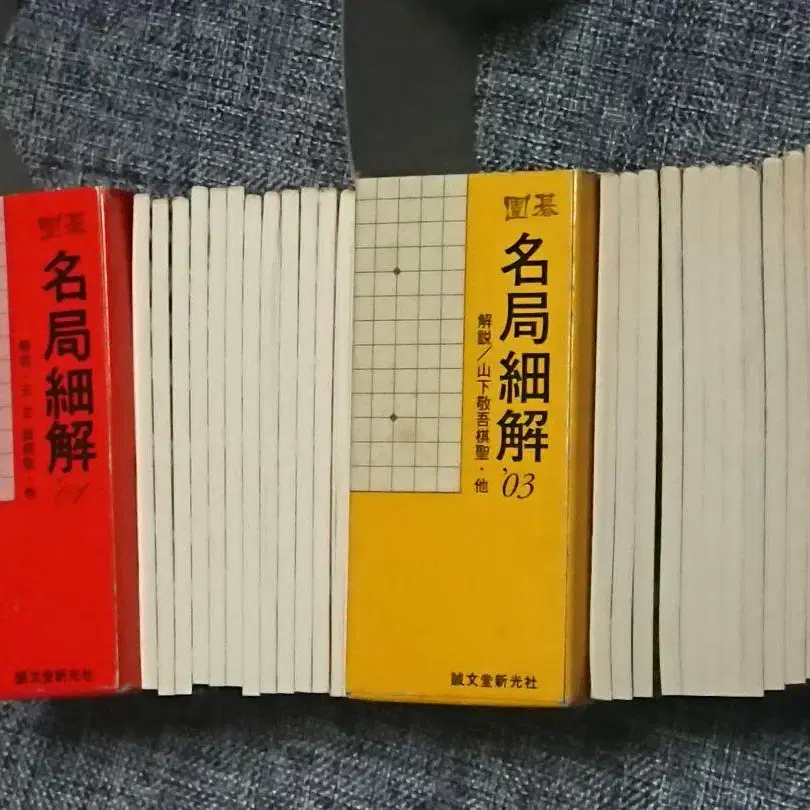 囲碁
名局細解
誠文堂新光社
囲碁
名局細解
'03
解説／山下敬吾棋聖・他
誠文堂新光社